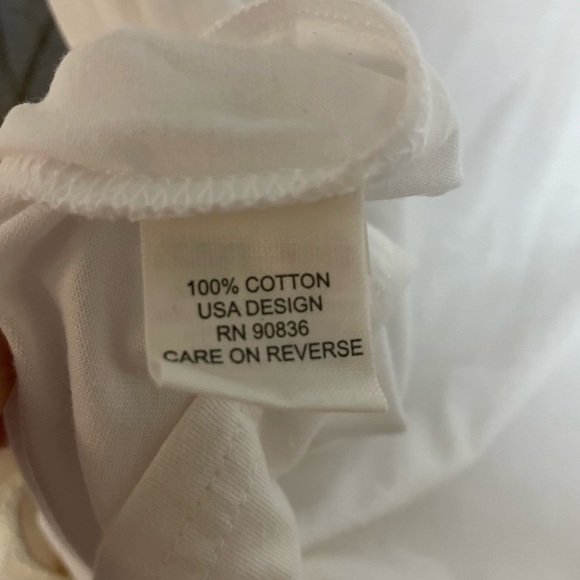 100% COTTON
USA DESIGN
RN 90836
CARE ON REVERSE